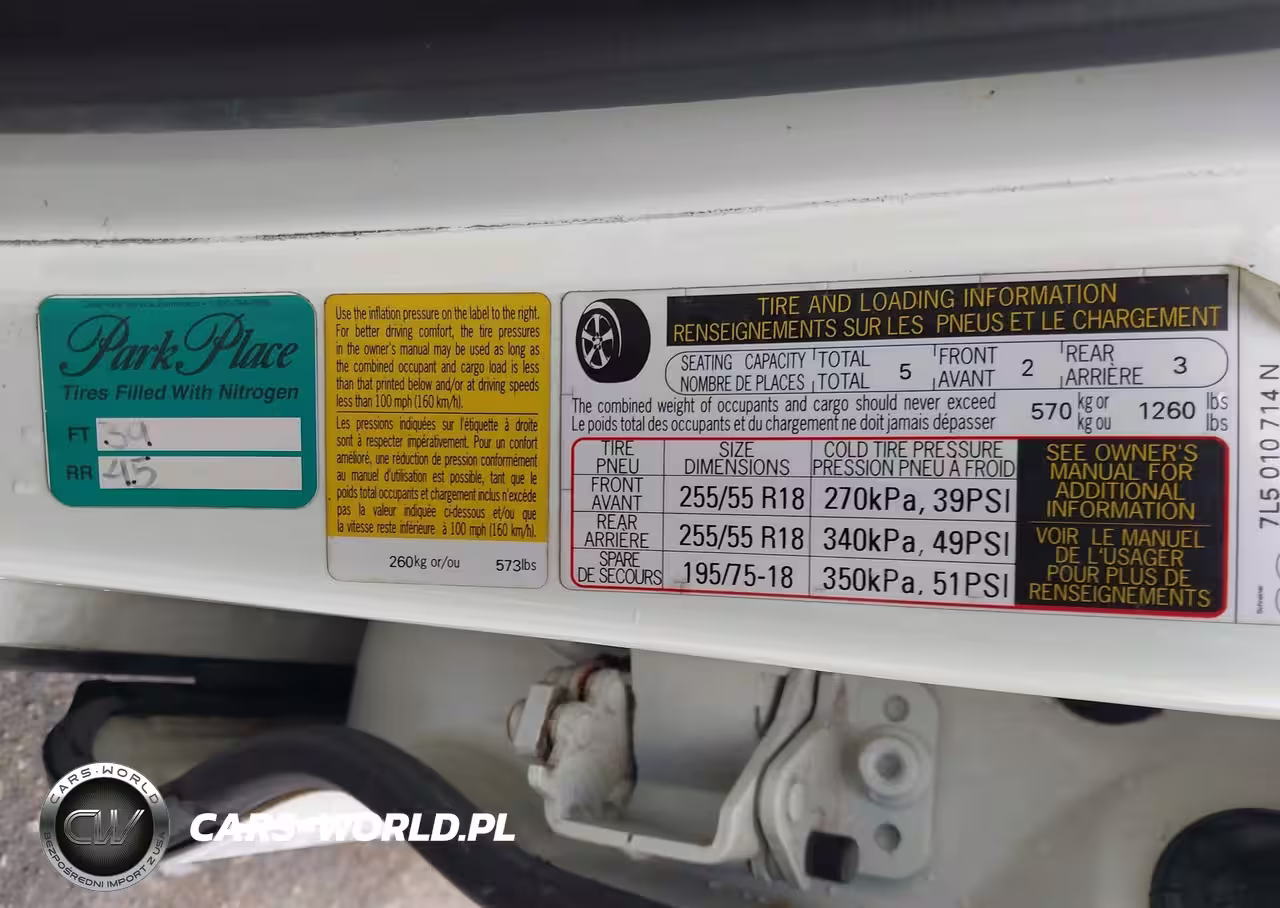 Park Place
Tires Filled With Nitrogen
FT 39
RR 45
Use the inflation pressure on the label to the right.
For better driving comfort, the tire pressures
in the owner's manual may be used as long as
the combined occupant and cargo load is less
than that printed below and/or at driving speeds
less than 100 mph (160 km/h).
Les pressions indiquées sur l'étiquette à droite
sont à respecter impérativement. Pour un confort
amélioré, une réduction de pression conformément
au manuel d'utilisation est possible, tant que le
poids total occupants et chargement inclus n'excède
pas la valeur indiquée ci-dessous et/ou que
la vitesse reste inférieure à 100 mph (160 km/h).
260kg or/ou 573lbs
TIRE AND LOADING INFORMATION
RENSEIGNEMENTS SUR LES PNEUS ET LE CHARGEMENT
SEATING CAPACITY TOTAL 5 FRONT 2 REAR 3
NOMBRE DE PLACES TOTAL AVANT ARRIÈRE
The combined weight of occupants and cargo should never exceed 570 kg or 1260 lbs
Le poids total des occupants et du chargement ne doit jamais dépasser kg ou lbs
TIRE SIZE COLD TIRE PRESSURE
PNEU DIMENSIONS PRESSION PNEU A FROID
FRONT
AVANT 255/55 R18 270kPa, 39PSI
REAR
ARRIÈRE 255/55 R18 340kPa, 49PSI
SPARE
DE SECOURS 195/75-18 350kPa, 51PSI
SEE OWNER'S
MANUAL FOR
ADDITIONAL
INFORMATION
VOIR LE MANUEL
DE L'USAGER
POUR PLUS DE
RENSEIGNEMENTS
7L5 010 714 N
Schreiner
CARS-WORLD
CW
BEZPOŚREDNI IMPORT Z USA
CARS-WORLD.PL